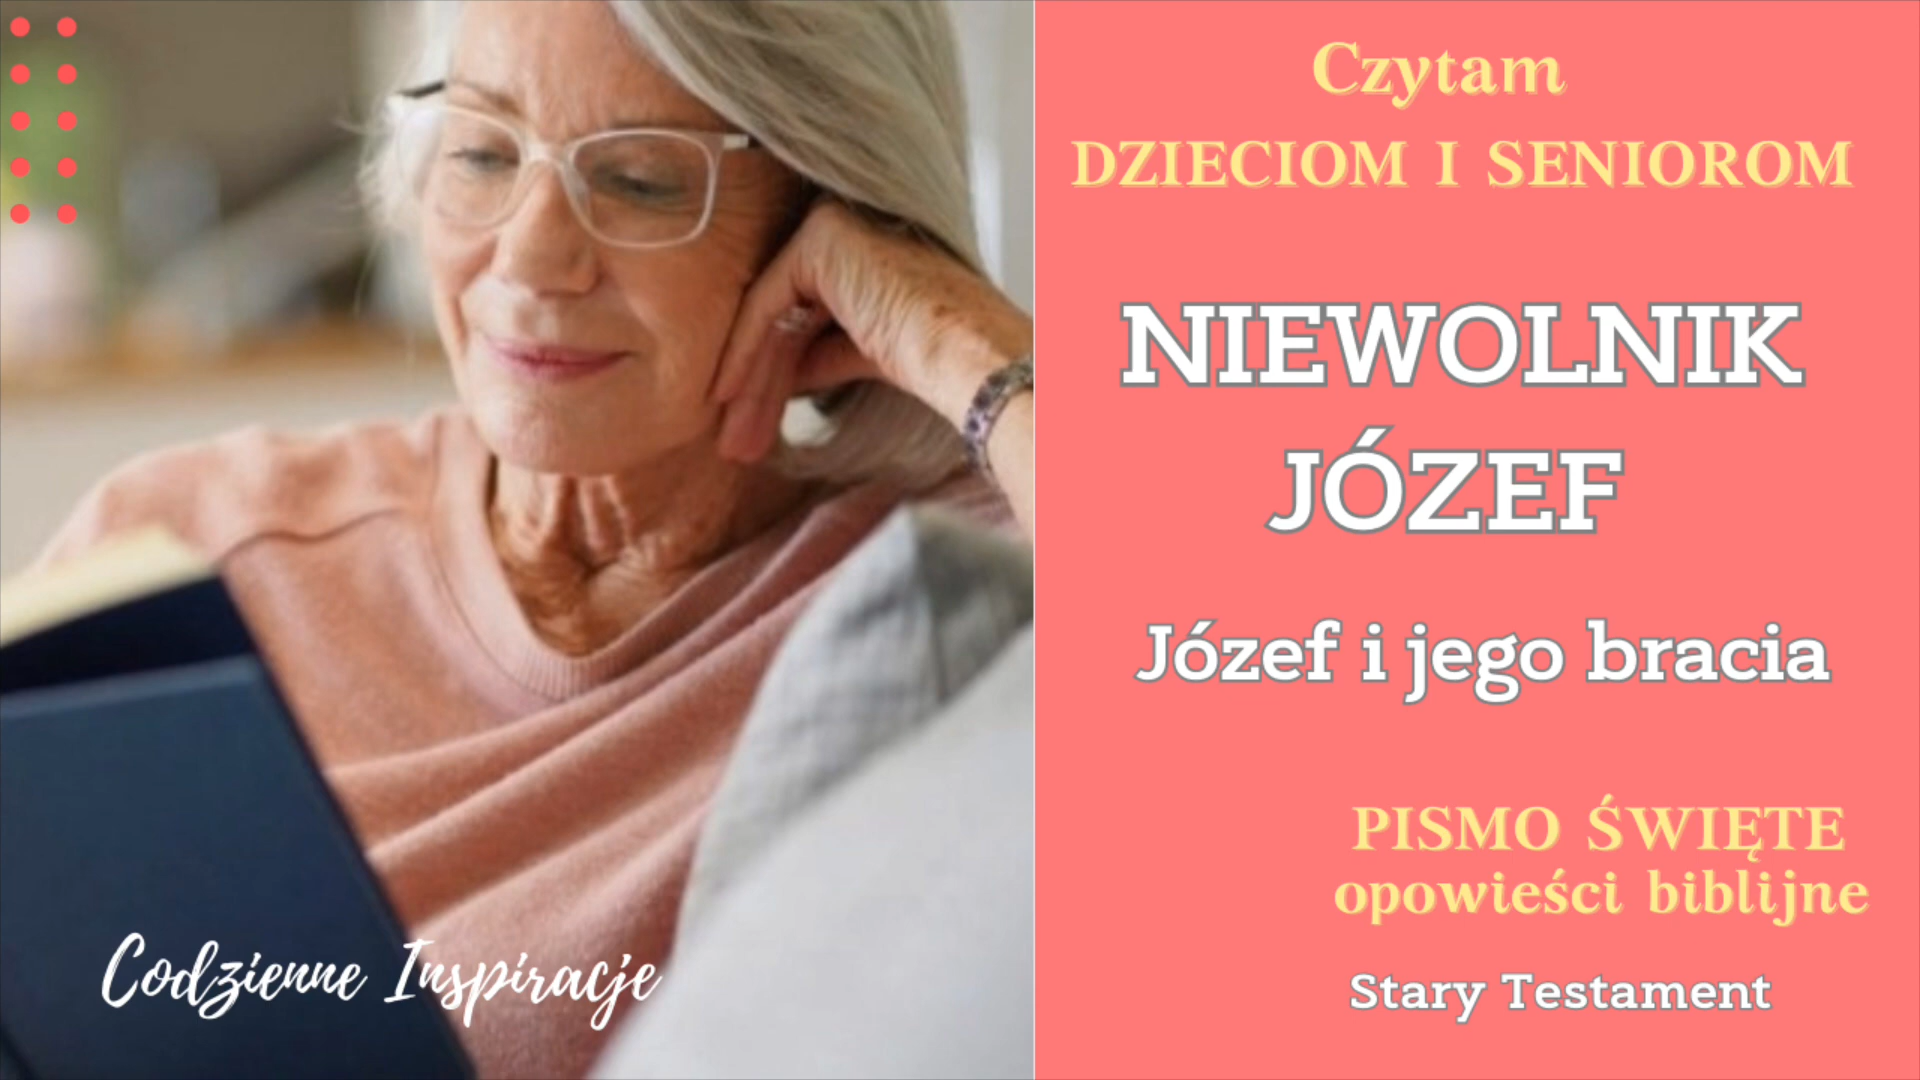 Czytam
DZIECIOM I SENIOROM
NIEWOLNIK
JÓZEF
Józef i jego bracia
PISMO ŚWIĘTE
opowieści biblijne
Stary Testament
Codzienne Inspiracje